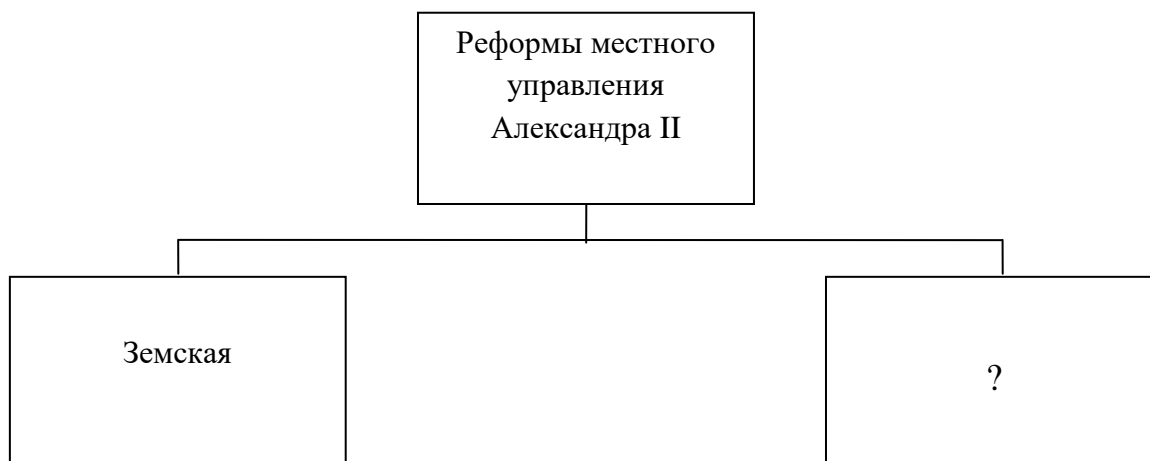 Реформы местного
управления
Александра II
Земская
?